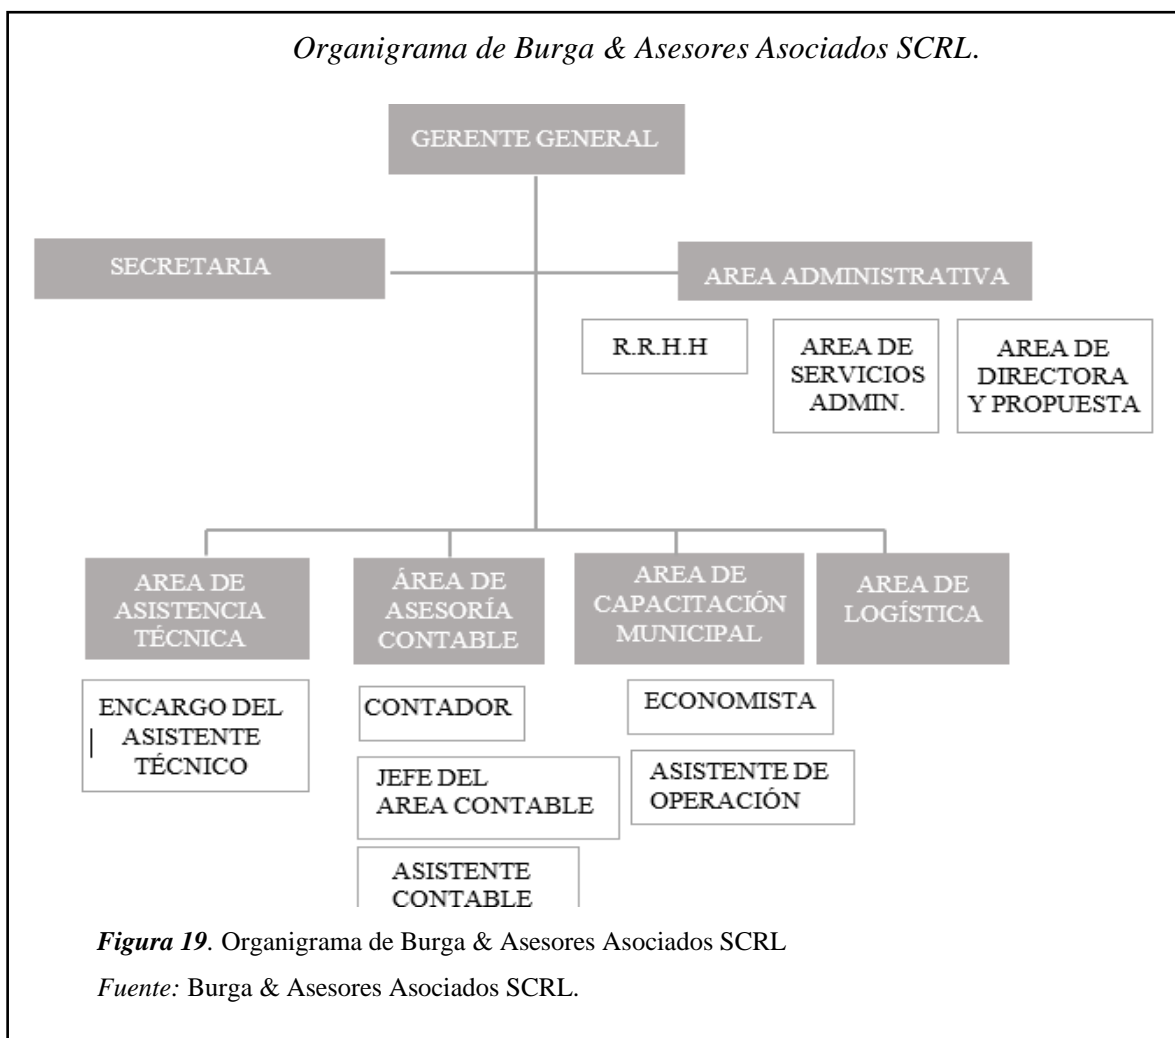 Organigrama de Burga & Asesores Asociados SCRL.
GERENTE GENERAL
SECRETARIA
AREA ADMINISTRATIVA
R.R.H.H
AREA DE
SERVICIOS
ADMIN.
AREA DE
DIRECTORA
Y PROPUESTA
AREA DE
ASISTENCIA
TÉCNICA
ÁREA DE
ASESORÍA
CONTABLE
AREA DE
CAPACITACIÓN
MUNICIPAL
AREA DE
LOGÍSTICA
ENCARGO DEL
ASISTENTE
TÉCNICO
CONTADOR
JEFE DEL
AREA CONTABLE
ASISTENTE
CONTABLE
ECONOMISTA
ASISTENTE DE
OPERACIÓN
Figura 19. Organigrama de Burga & Asesores Asociados SCRL
Fuente: Burga & Asesores Asociados SCRL.